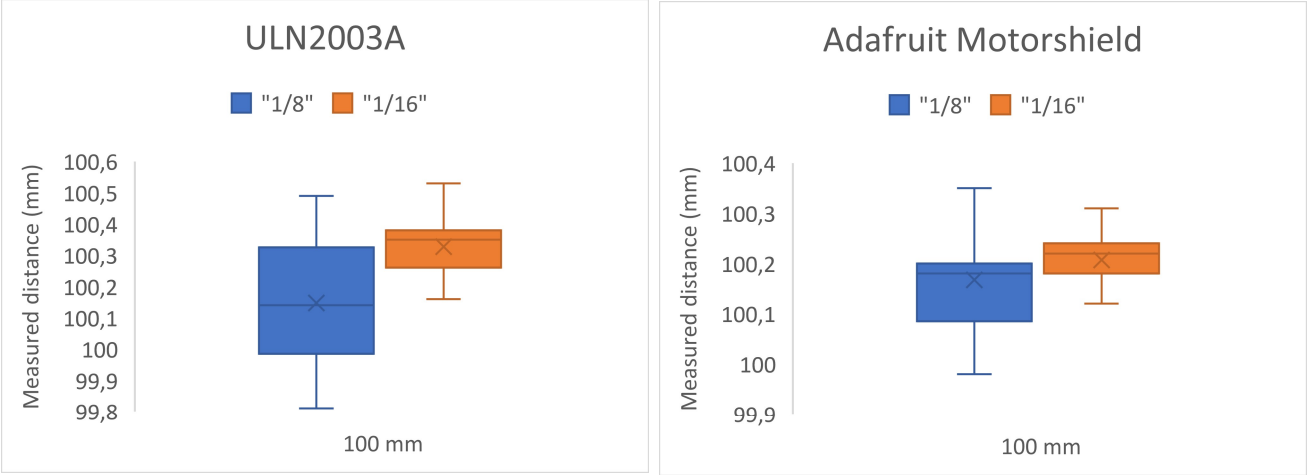 ULN2003A
"1/8" "1/16"
Measured distance (mm)
100,6
100,5
100,4
100,3
100,2
100,1
100
99,9
99,8
100 mm
Adafruit Motorshield
"1/8" "1/16"
Measured distance (mm)
100,4
100,3
100,2
100,1
100
99,9
100 mm